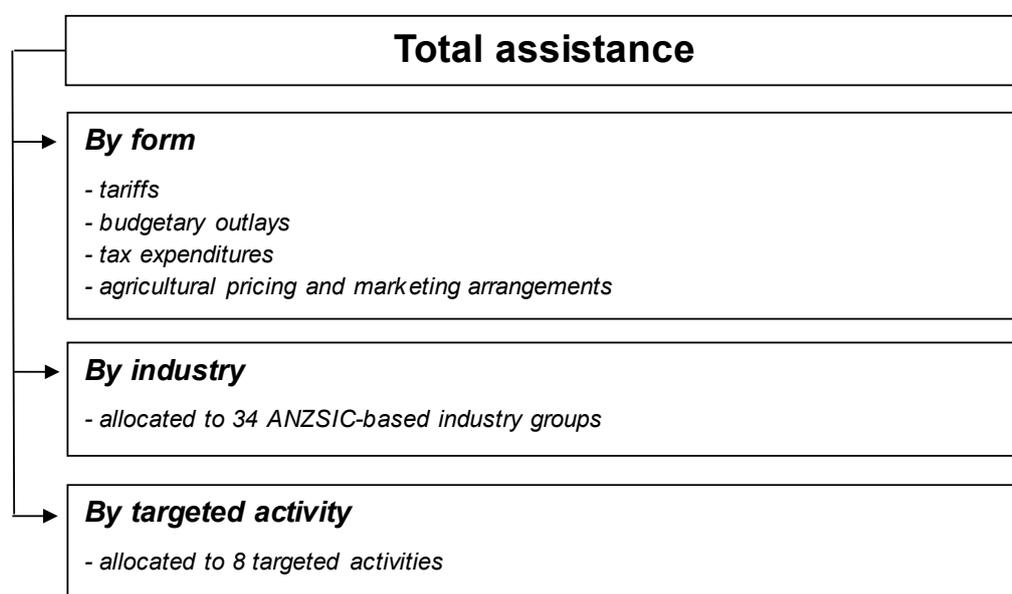 Total assistance
By form
- tariffs
- budgetary outlays
- tax expenditures
- agricultural pricing and marketing arrangements
By industry
- allocated to 34 ANZSIC-based industry groups
By targeted activity
- allocated to 8 targeted activities